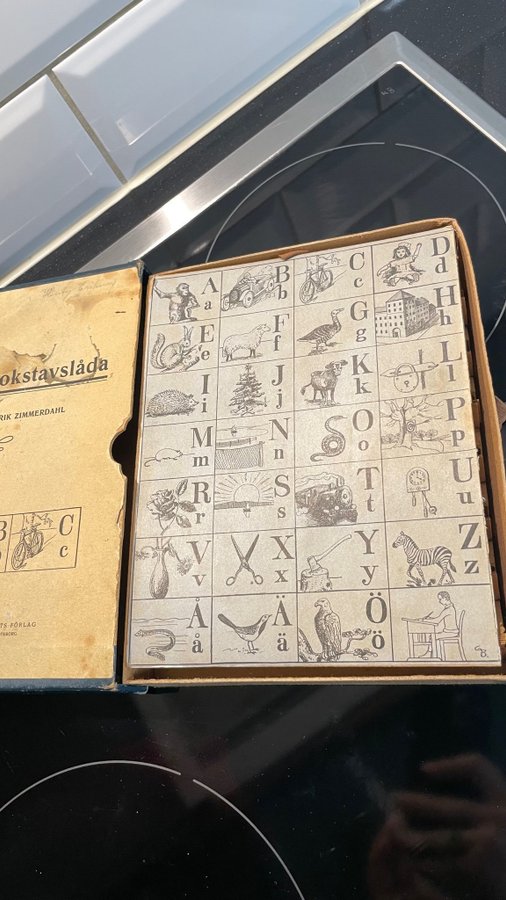 okstavslåda
RIK ZIMMERDAHL
B C
c
TS FÖRLAG
A B C D
a b c d
E F G H
e f g h
I J K L
i j k l
M N O P
m n o p
R S T U
r s t u
V X Y Z
v x y z
Å Ä Ö
å ä ö